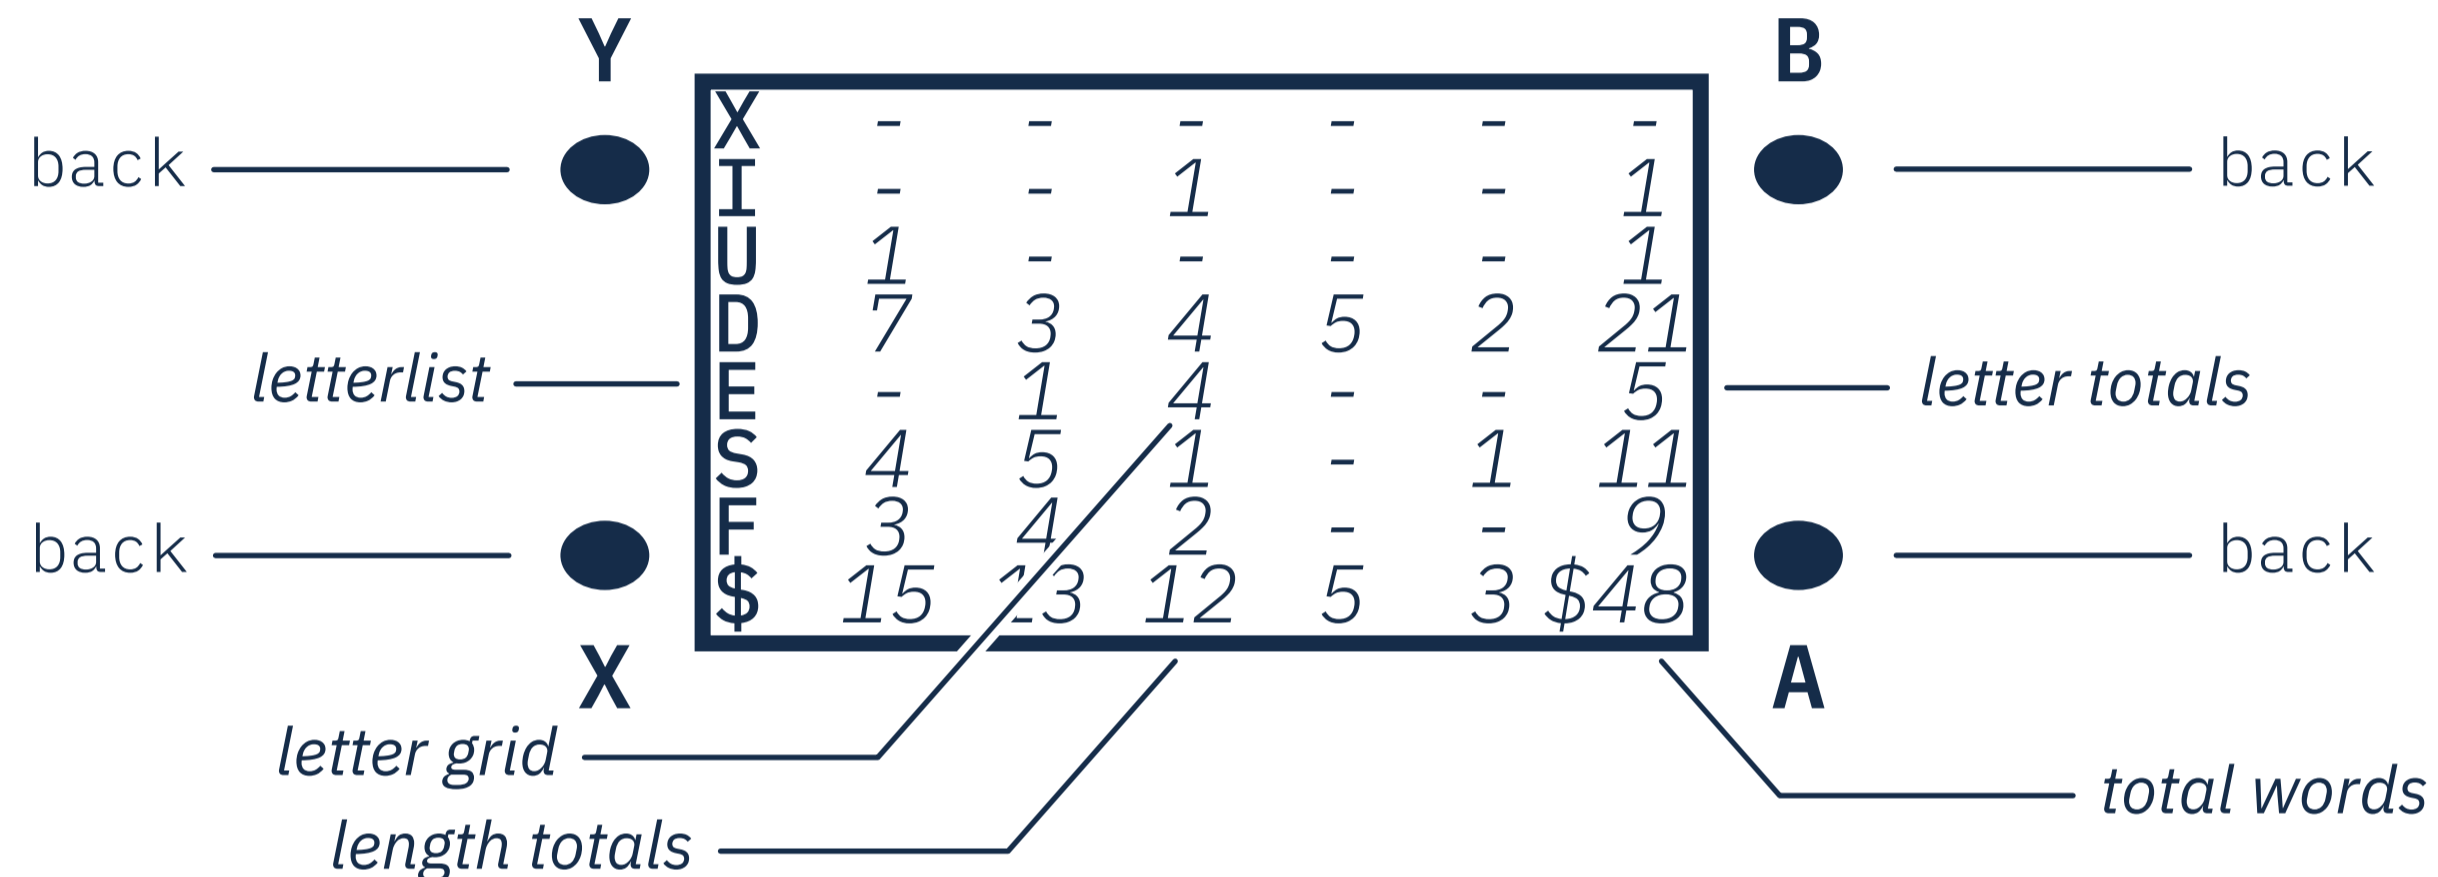 Y B
X - - - - - -
back back
I - - 1 - - 1
U 1 - - - - 1
D 7 3 4 5 2 21
letterlist E - 1 4 - - 5 letter totals
S 4 5 1 - 1 11
F 3 4 2 - - 9
back back
$ 15 13 12 5 3 $48
X A
letter grid
total words
length totals